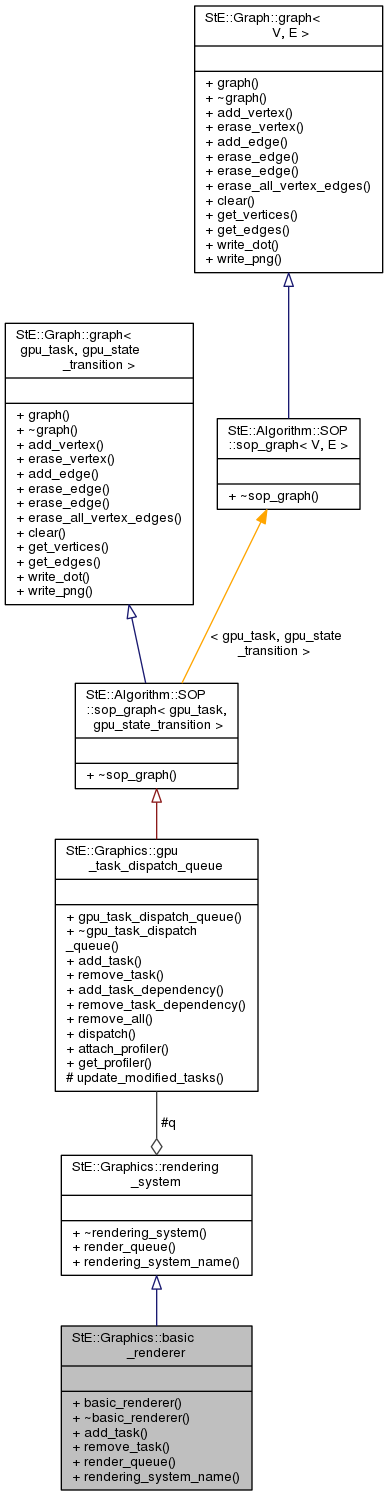 StE::Graph::graph<
V, E >
+ graph()
+ ~graph()
+ add_vertex()
+ erase_vertex()
+ add_edge()
+ erase_edge()
+ erase_edge()
+ erase_all_vertex_edges()
+ clear()
+ get_vertices()
+ get_edges()
+ write_dot()
+ write_png()
StE::Graph::graph<
gpu_task, gpu_state
_transition >
+ graph()
+ ~graph()
+ add_vertex()
+ erase_vertex()
+ add_edge()
+ erase_edge()
+ erase_edge()
+ erase_all_vertex_edges()
+ clear()
+ get_vertices()
+ get_edges()
+ write_dot()
+ write_png()
StE::Algorithm::SOP
::sop_graph< V, E >
+ ~sop_graph()
< gpu_task, gpu_state
_transition >
StE::Algorithm::SOP
::sop_graph< gpu_task,
gpu_state_transition >
+ ~sop_graph()
StE::Graphics::gpu
_task_dispatch_queue
+ gpu_task_dispatch_queue()
+ ~gpu_task_dispatch
_queue()
+ add_task()
+ remove_task()
+ add_task_dependency()
+ remove_task_dependency()
+ remove_all()
+ dispatch()
+ attach_profiler()
+ get_profiler()
# update_modified_tasks()
#q
StE::Graphics::rendering
_system
+ ~rendering_system()
+ render_queue()
+ rendering_system_name()
StE::Graphics::basic
_renderer
+ basic_renderer()
+ ~basic_renderer()
+ add_task()
+ remove_task()
+ render_queue()
+ rendering_system_name()